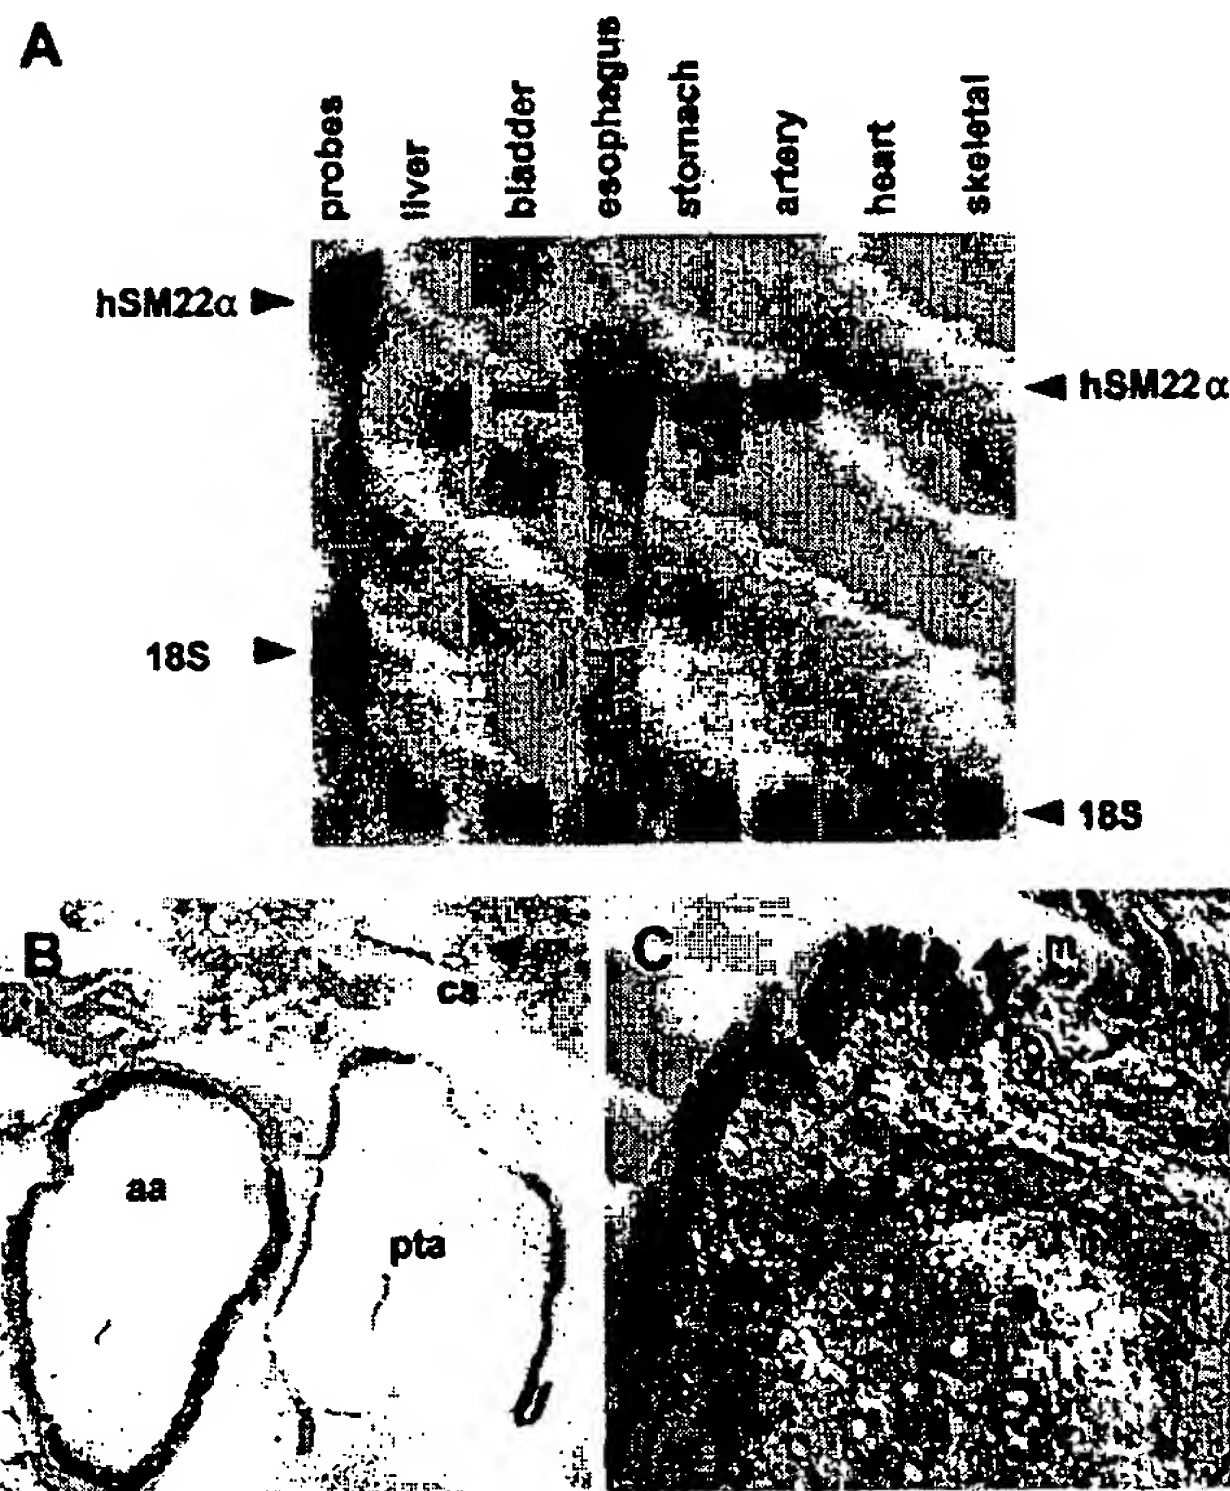 A
probes
liver
bladder
esophagus
stomach
artery
heart
skeletal
hSM22α
hSM22α
18S
18S
B
ca
aa
pta
C
E